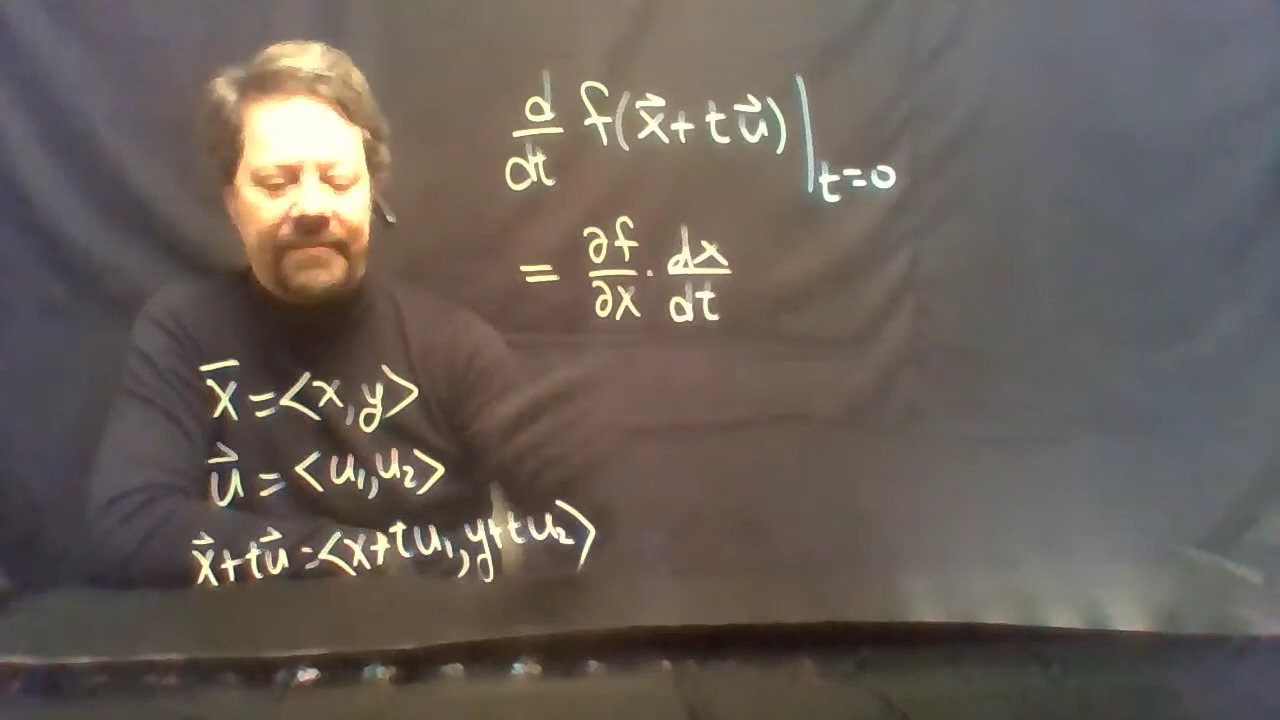 d/dt f(x⃗+tu⃗)|t=0
= ∂f/∂x · dx/dt
x̄=<x,y>
u⃗=<u₁,u₂>
x⃗+tu⃗=<x+tu₁,y+tu₂>